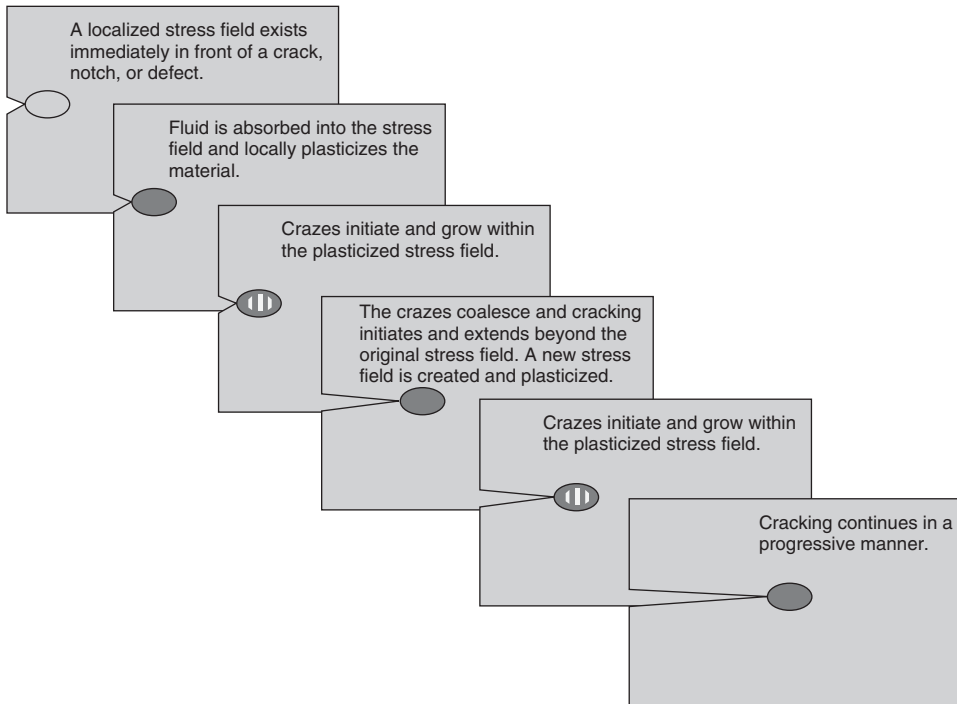 A localized stress field exists
immediately in front of a crack,
notch, or defect.
Fluid is absorbed into the stress
field and locally plasticizes the
material.
Crazes initiate and grow within
the plasticized stress field.
The crazes coalesce and cracking
initiates and extends beyond the
original stress field. A new stress
field is created and plasticized.
Crazes initiate and grow within
the plasticized stress field.
Cracking continues in a
progressive manner.